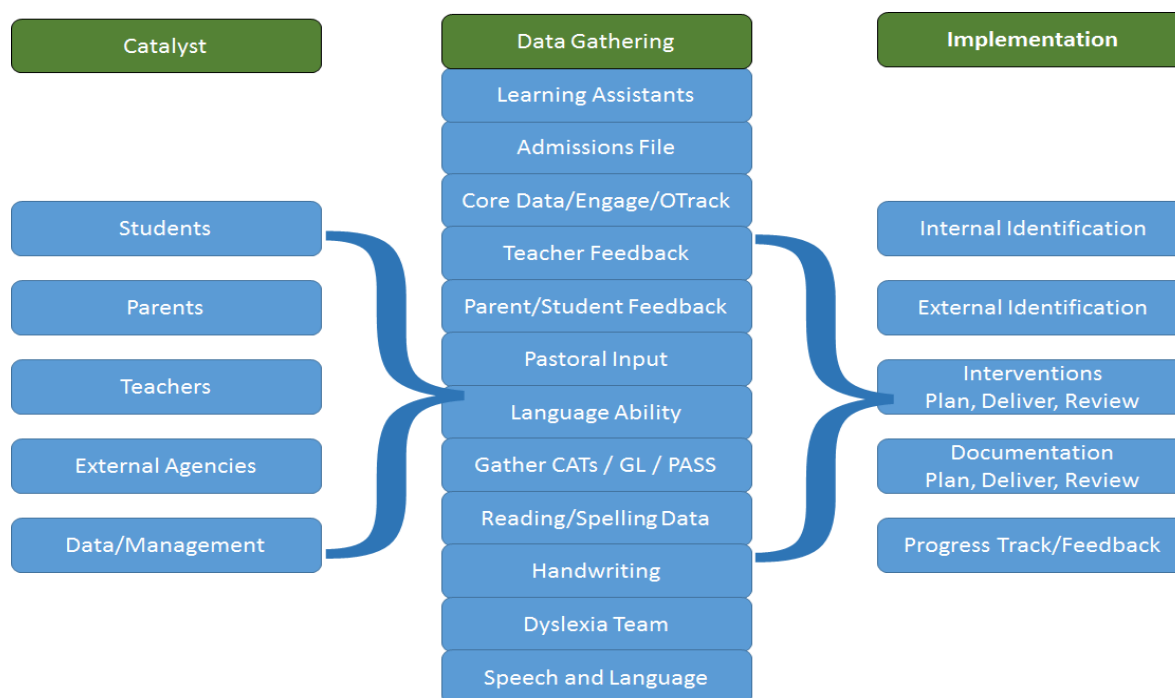 Catalyst
Students
Parents
Teachers
External Agencies
Data/Management
Data Gathering
Learning Assistants
Admissions File
Core Data/Engage/OTrack
Teacher Feedback
Parent/Student Feedback
Pastoral Input
Language Ability
Gather CATs / GL / PASS
Reading/Spelling Data
Handwriting
Dyslexia Team
Speech and Language
Implementation
Internal Identification
External Identification
Interventions
Plan, Deliver, Review
Documentation
Plan, Deliver, Review
Progress Track/Feedback